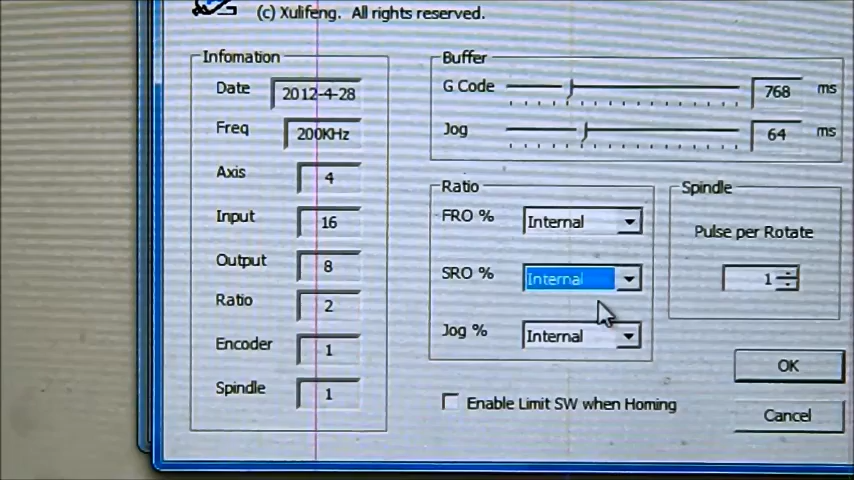 (c) Xulifeng. All rights reserved.
Infomation
Date 2012-4-28
Freq 200KHz
Axis 4
Input 16
Output 8
Ratio 2
Encoder 1
Spindle 1
Buffer
G Code 768 ms
Jog 64 ms
Ratio
FRO % Internal
SRO % Internal
Jog % Internal
Spindle
Pulse per Rotate
1
Enable Limit SW when Homing
OK
Cancel